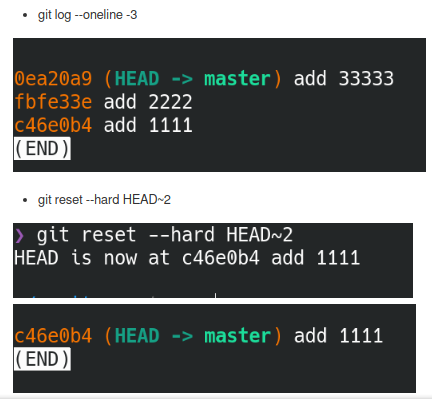 git log --oneline -3
0ea20a9 (HEAD -> master) add 33333
fbfe33e add 2222
c46e0b4 add 1111
(END)
git reset --hard HEAD~2
❯ git reset --hard HEAD~2
HEAD is now at c46e0b4 add 1111
c46e0b4 (HEAD -> master) add 1111
(END)